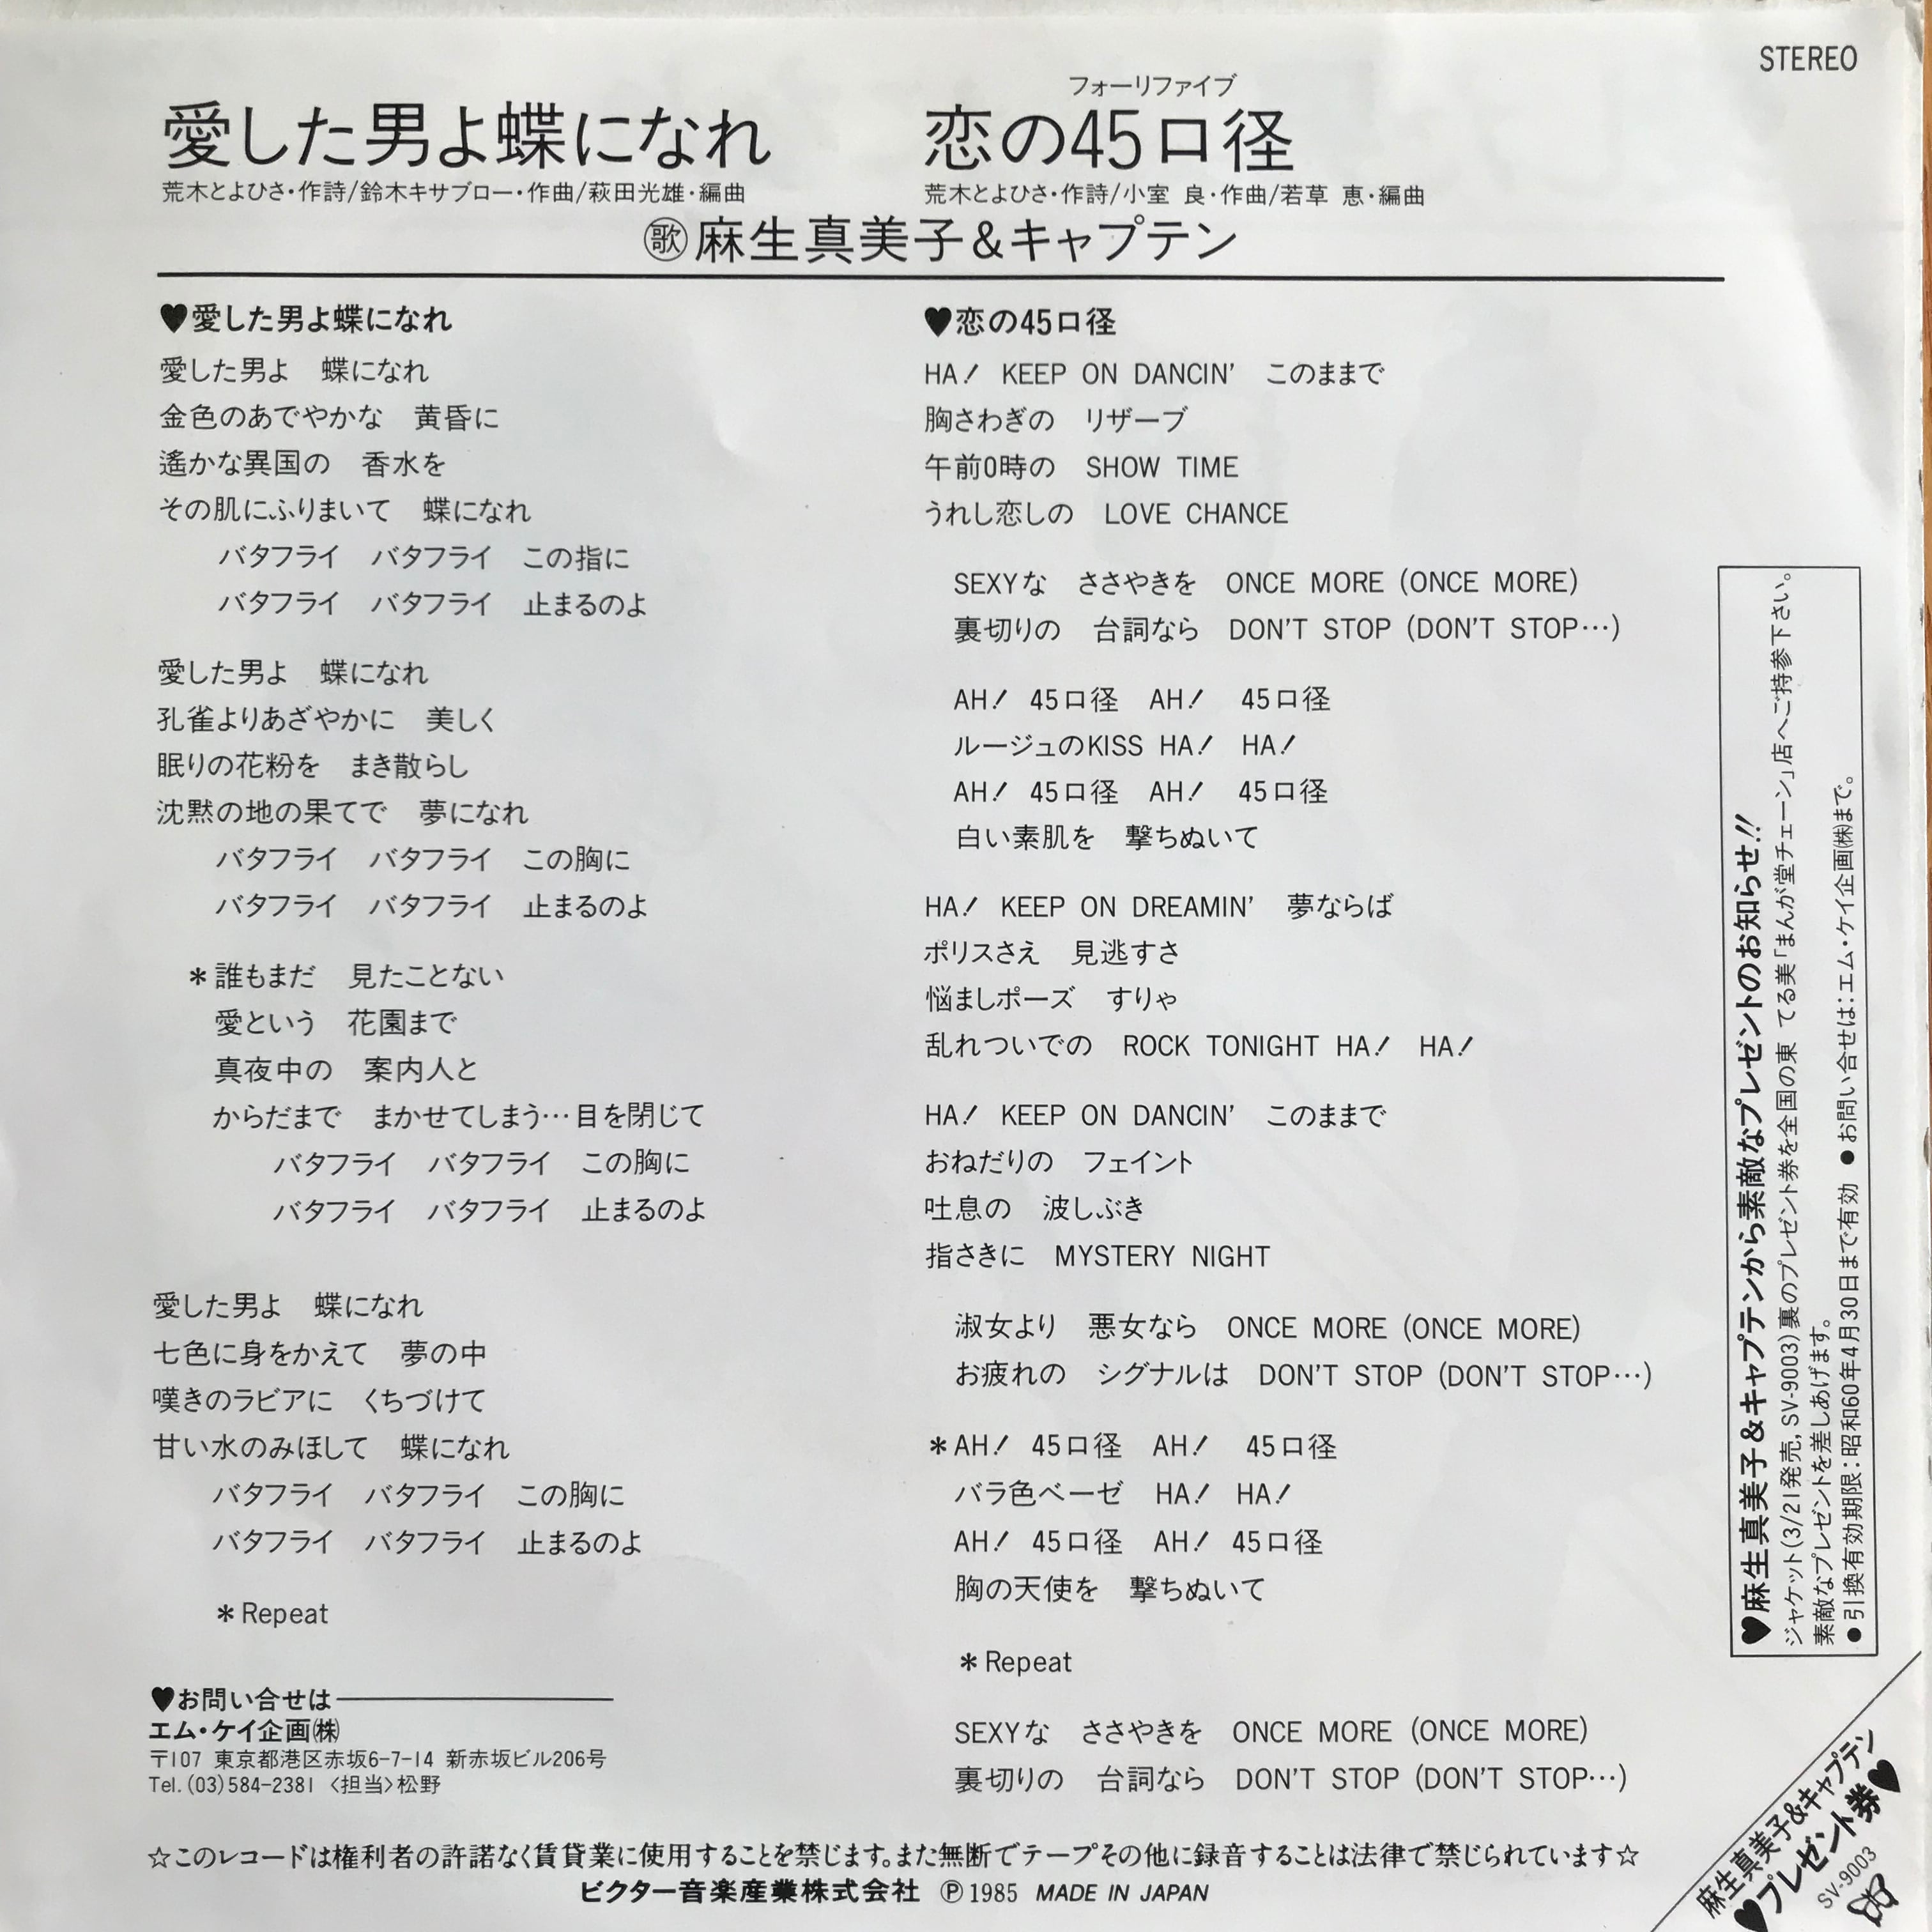 STEREO
愛した男よ蝶になれ
荒木とよひさ・作詩/鈴木キサブロー・作曲/萩田光雄・編曲
フォーリファイブ
恋の45口径
荒木とよひさ・作詩/小室 良・作曲/若草 恵・編曲
㊙歌麻生真美子&キャプテン
♥愛した男よ蝶になれ
愛した男よ 蝶になれ
金色のあでやかな 黄昏に
遙かな異国の 香水を
その肌にふりまいて 蝶になれ
バタフライ バタフライ この指に
バタフライ バタフライ 止まるのよ
愛した男よ 蝶になれ
孔雀よりあざやかに 美しく
眠りの花粉を まき散らし
沈黙の地の果てで 夢になれ
バタフライ バタフライ この胸に
バタフライ バタフライ 止まるのよ
＊誰もまだ 見たことない
愛という 花園まで
真夜中の 案内人と
からだまで まかせてしまう…目を閉じて
バタフライ バタフライ この胸に
バタフライ バタフライ 止まるのよ
愛した男よ 蝶になれ
七色に身をかえて 夢の中
嘆きのラビアに くちづけて
甘い水のみほして 蝶になれ
バタフライ バタフライ この胸に
バタフライ バタフライ 止まるのよ
＊Repeat
♥お問い合せは
エム・ケイ企画㈱
〒107 東京都港区赤坂6-7-14 新赤坂ビル206号
Tel.(03)584-2381 〈担当〉松野
♥恋の45口径
HA! KEEP ON DANCIN' このままで
胸さわぎの リザーブ
午前0時の SHOW TIME
うれし恋しの LOVE CHANCE
SEXYな ささやきを ONCE MORE (ONCE MORE)
裏切りの 台詞なら DON'T STOP (DON'T STOP…)
AH! 45口径 AH! 45口径
ルージュのKISS HA! HA!
AH! 45口径 AH! 45口径
白い素肌を 撃ちぬいて
HA! KEEP ON DREAMIN' 夢ならば
ポリスさえ 見逃すさ
悩ましポーズ すりゃ
乱れついでの ROCK TONIGHT HA! HA!
HA! KEEP ON DANCIN' このままで
おねだりの フェイント
吐息の 波しぶき
指さきに MYSTERY NIGHT
淑女より 悪女なら ONCE MORE (ONCE MORE)
お疲れの シグナルは DON'T STOP (DON'T STOP…)
＊AH! 45口径 AH! 45口径
バラ色ベーゼ HA! HA!
AH! 45口径 AH! 45口径
胸の天使を 撃ちぬいて
＊Repeat
SEXYな ささやきを ONCE MORE (ONCE MORE)
裏切りの 台詞なら DON'T STOP (DON'T STOP…)
♥麻生真美子&キャプテンから素敵なプレゼントのお知らせ!!
ジャケット(3/21発売,SV-9003)裏のプレゼント券を全国の東 てる美「まんが堂チェーン」店へご持参下さい。
素敵なプレゼントを差しあげます。
●引換有効期限:昭和60年4月30日まで有効 ●お問い合せは:エム・ケイ企画㈱まで。
麻生真美子&キャプテン
♥プレゼント券♥
SV-9003
☆このレコードは権利者の許諾なく賃貸業に使用することを禁じます。また無断でテープその他に録音することは法律で禁じられています☆
ビクター音楽産業株式会社 Ⓟ1985 MADE IN JAPAN